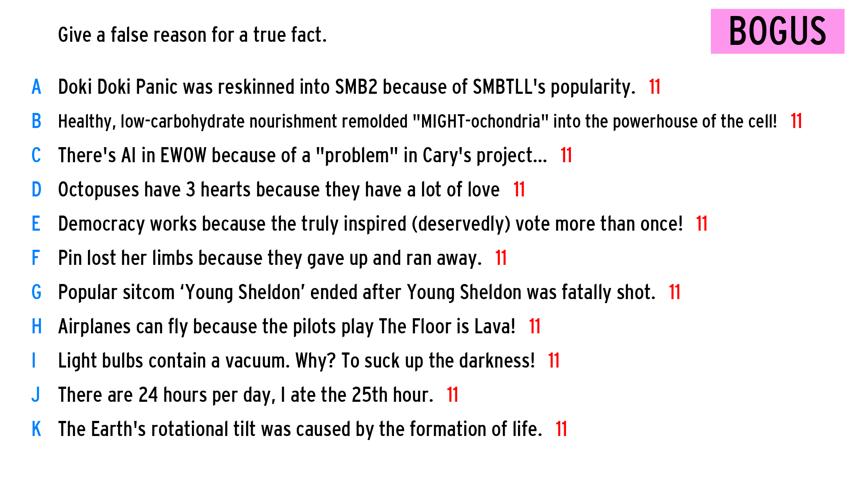 Give a false reason for a true fact.
BOGUS
A Doki Doki Panic was reskinned into SMB2 because of SMBTLL's popularity. 11
B Healthy, low-carbohydrate nourishment remolded "MIGHT-ochondria" into the powerhouse of the cell! 11
C There's AI in EWOW because of a "problem" in Cary's project... 11
D Octopuses have 3 hearts because they have a lot of love 11
E Democracy works because the truly inspired (deservedly) vote more than once! 11
F Pin lost her limbs because they gave up and ran away. 11
G Popular sitcom ‘Young Sheldon’ ended after Young Sheldon was fatally shot. 11
H Airplanes can fly because the pilots play The Floor is Lava! 11
I Light bulbs contain a vacuum. Why? To suck up the darkness! 11
J There are 24 hours per day, I ate the 25th hour. 11
K The Earth's rotational tilt was caused by the formation of life. 11